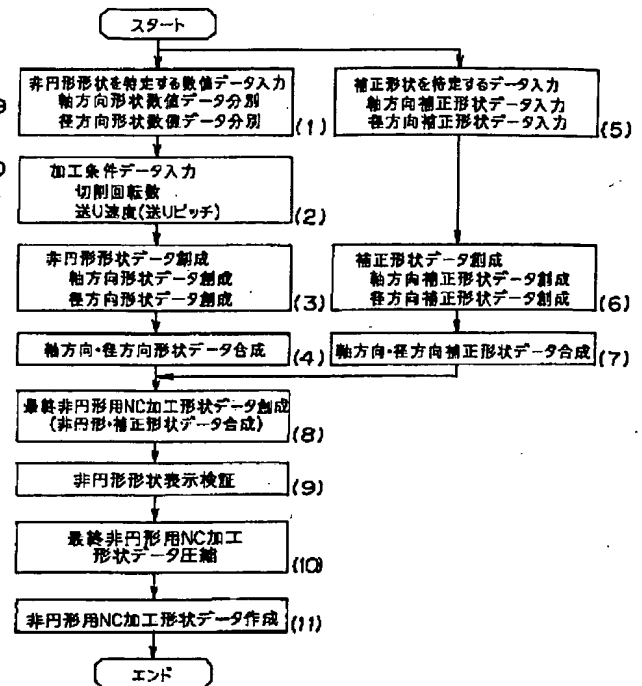 スタート
非円形形状を特定する数値データ入力
軸方向形状数値データ分別
径方向形状数値データ分別
(1)
補正形状を特定するデータ入力
軸方向補正形状データ入力
径方向補正形状データ入力
(5)
加工条件データ入力
切削回転数
送り速度(送りピッチ)
(2)
非円形形状データ創成
軸方向形状データ創成
径方向形状データ創成
(3)
補正形状データ創成
軸方向補正形状データ創成
径方向補正形状データ創成
(6)
軸方向・径方向形状データ合成
(4)
軸方向・径方向補正形状データ合成
(7)
最終非円形用NC加工形状データ創成
(非円形・補正形状データ合成)
(8)
非円形形状表示検証
(9)
最終非円形用NC加工
形状データ圧縮
(10)
非円形用NC加工形状データ作成
(11)
エンド